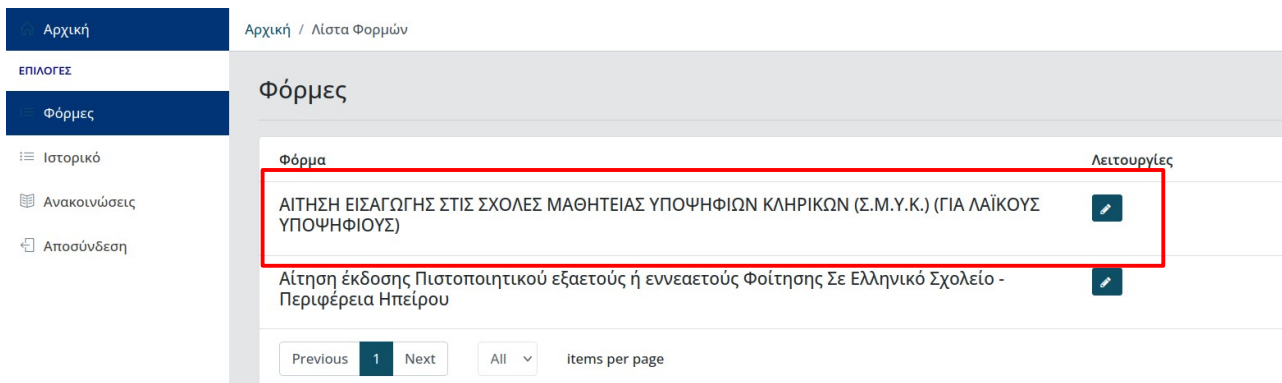 Αρχική
ΕΠΙΛΟΓΕΣ
Φόρμες
Ιστορικό
Ανακοινώσεις
Αποσύνδεση
Αρχική / Λίστα Φορμών
Φόρμες
Φόρμα Λειτουργίες
ΑΙΤΗΣΗ ΕΙΣΑΓΩΓΗΣ ΣΤΙΣ ΣΧΟΛΕΣ ΜΑΘΗΤΕΙΑΣ ΥΠΟΨΗΦΙΩΝ ΚΛΗΡΙΚΩΝ (Σ.Μ.Υ.Κ.) (ΓΙΑ ΛΑΪΚΟΥΣ
ΥΠΟΨΗΦΙΟΥΣ)
Αίτηση έκδοσης Πιστοποιητικού εξαετούς ή εννεαετούς Φοίτησης Σε Ελληνικό Σχολείο -
Περιφέρεια Ηπείρου
Previous 1 Next All items per page